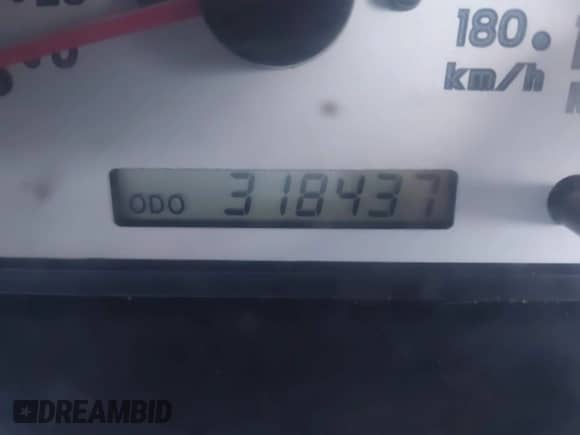 180.
km/h
ODO 318437
DREAMBID